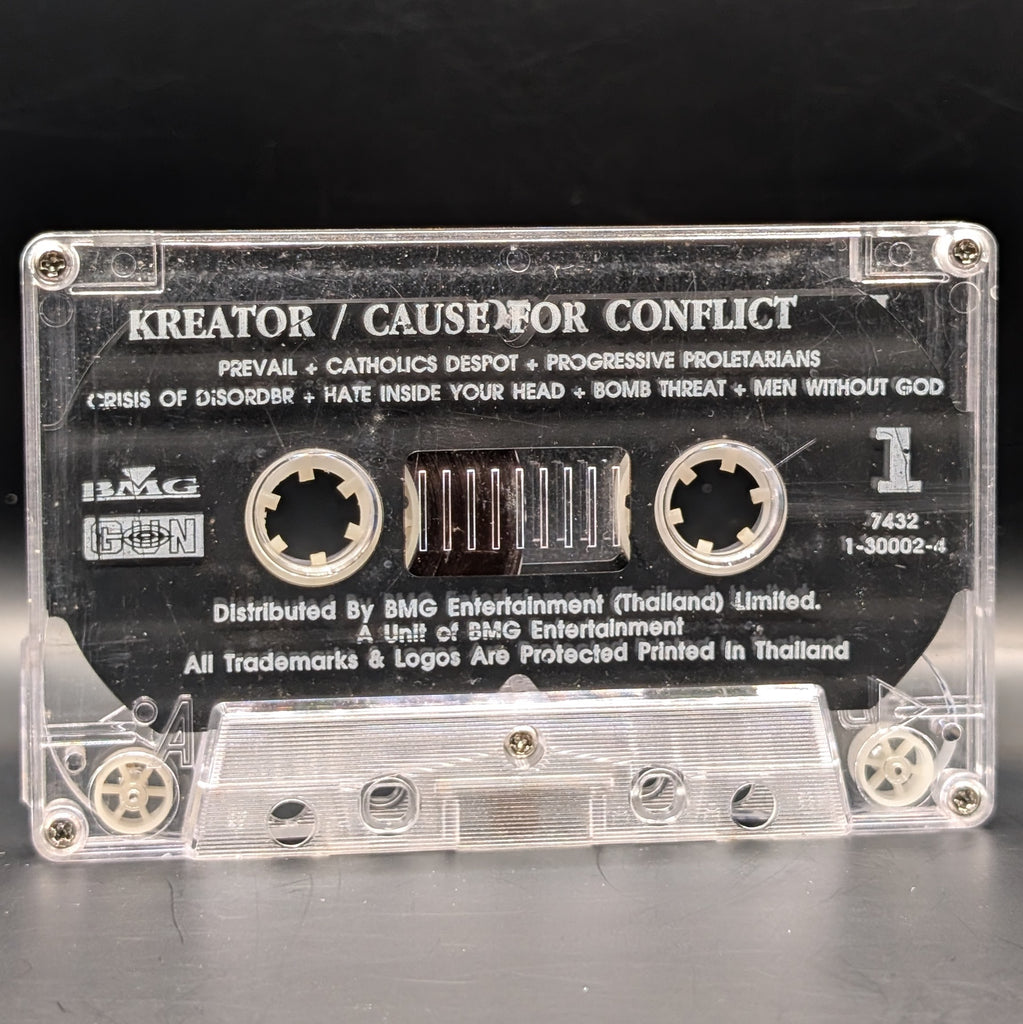 KREATOR / CAUSE FOR CONFLICT
PREVAIL + CATHOLICS DESPOT + PROGRESSIVE PROLETARIANS
CRISIS OF DiSORDBR + HATE INSIDE YOUR HEAD + BOMB THREAT + MEN WITHOUT GOD
1
BMG
GUN
7432
1-30002-4
Distributed By BMG Entertainment (Thailand) Limited.
A Unit of BMG Entertainment
All Trademarks & Logos Are Protected Printed In Thailand
A